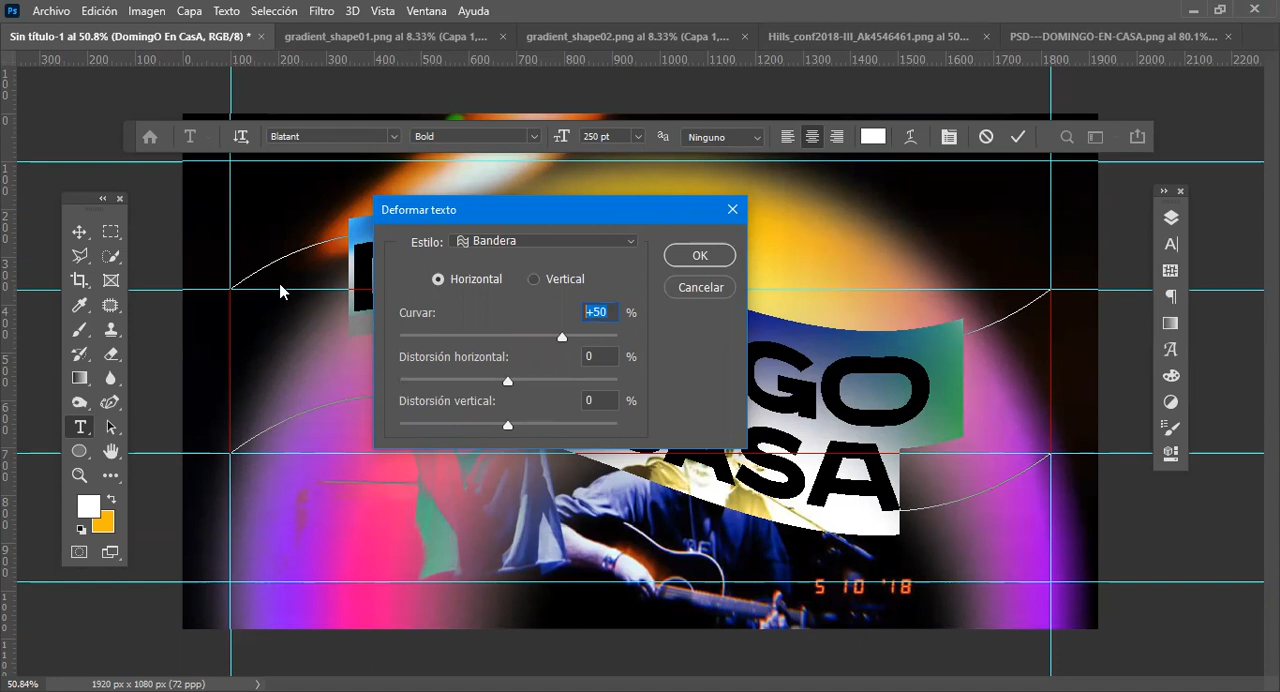 Ps Archivo Edición Imagen Capa Texto Selección Filtro 3D Vista Ventana Ayuda
Sin título-1 al 50.8% (DomingO En CasA, RGB/8) * × gradient_shape01.png al 8.33% (Capa 1,... × gradient_shape02.png al 8.33% (Capa 1,... × Hills_conf2018-III_Ak4546461.png al 50... × PSD---DOMINGO-EN-CASA.png al 80.1%... ×
300 200 100 0 100 200 300 400 500 600 700 800 900 1000 1100 1200 1300 1400 1500 1600 1700 1800 1900 2000 2100 2200
Blatant Bold 250 pt aa Ninguno
Deformar texto
Estilo: Bandera
OK
Horizontal Vertical
Cancelar
Curvar: +50 %
Distorsión horizontal: 0 %
Distorsión vertical: 0 %
GO
CASA
5 10 '18
50.84% 1920 px x 1080 px (72 ppp)